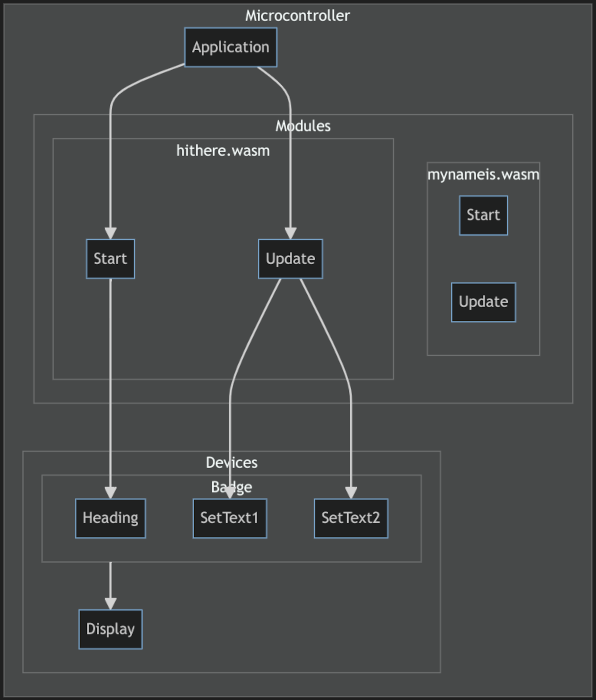 Microcontroller
Application
Modules
hithere.wasm
mynameis.wasm
Start
Start
Update
Update
Devices
Badge
Heading
SetText1
SetText2
Display